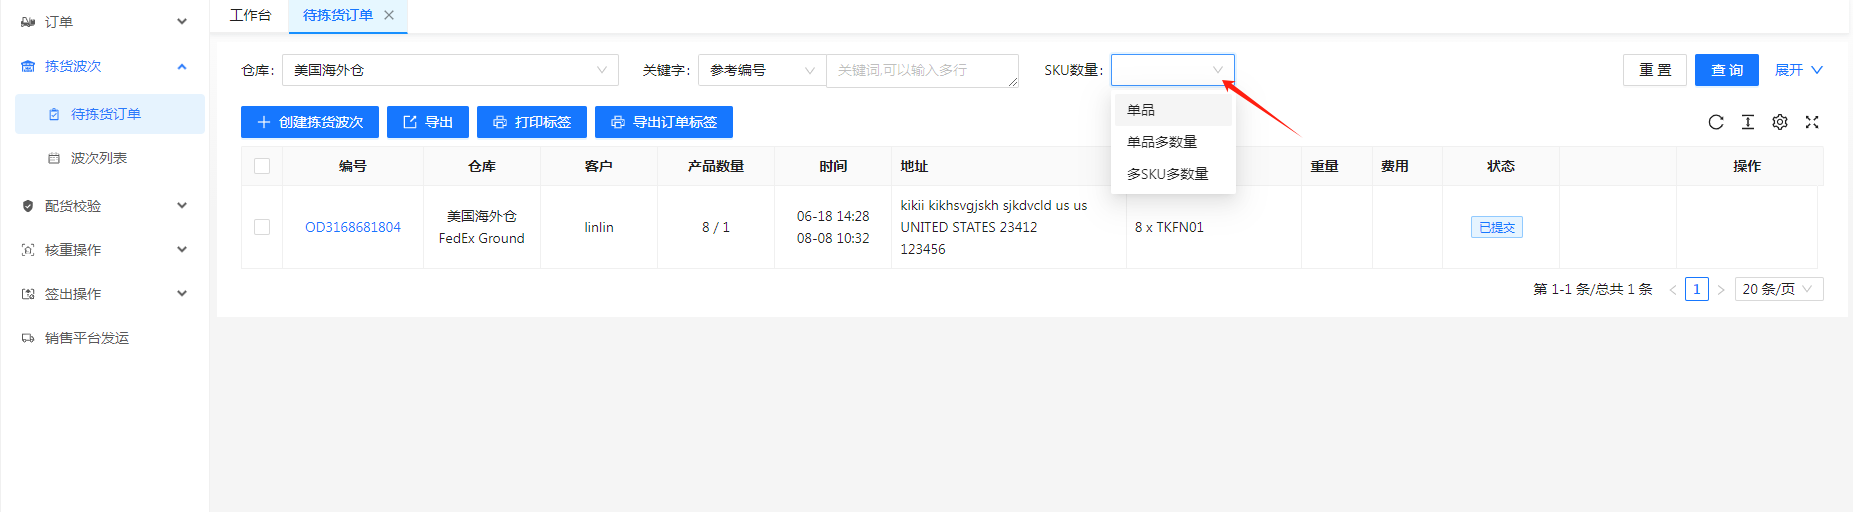 订单
拣货波次
待拣货订单
波次列表
配货校验
核重操作
签出操作
销售平台发运
工作台
待拣货订单
仓库: 美国海外仓
关键字: 参考编号 关键词,可以输入多行
SKU数量:
单品
单品多数量
多SKU多数量
重 置 查 询 展开
创建拣货波次 导出 打印标签 导出订单标签
编号 仓库 客户 产品数量 时间 地址 重量 费用 状态 操作
OD3168681804
美国海外仓
FedEx Ground
linlin
8 / 1
06-18 14:28
08-08 10:32
kikii kikhsvgjskh sjkdvcld us us
UNITED STATES 23412
123456
8 x TKFN01
已提交
第 1-1 条/总共 1 条 1 20 条/页